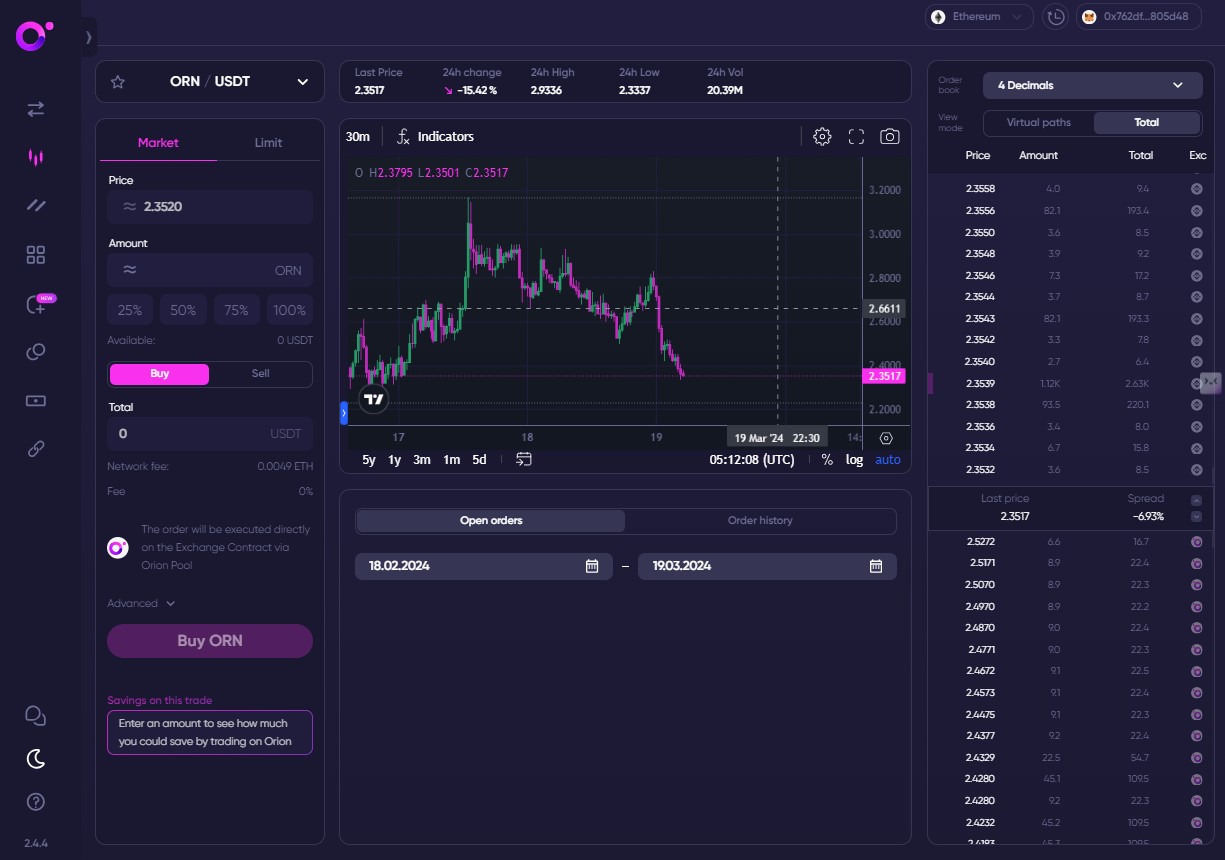 Ethereum
0x762df...805d48
ORN / USDT
Last Price
2.3517
24h change
-15.42 %
24h High
2.9336
24h Low
2.3337
24h Vol
20.39M
Market
Limit
Price
≈ 2.3520
Amount
≈ ORN
25% 50% 75% 100%
Available: 0 USDT
Buy Sell
Total
0 USDT
Network fee: 0.0049 ETH
Fee 0%
The order will be executed directly
on the Exchange Contract via
Orion Pool
Advanced
Buy ORN
Savings on this trade
Enter an amount to see how much
you could save by trading on Orion
NEW
2.4.4
30m fx Indicators
O H2.3795 L2.3501 C2.3517
3.2000
3.0000
2.8000
2.6611
2.6000
2.4000
2.3517
2.2000
17 18 19 19 Mar '24 22:30 14:
5y 1y 3m 1m 5d 05:12:08 (UTC) % log auto
Open orders Order history
18.02.2024 – 19.03.2024
Order
book
4 Decimals
View
mode
Virtual paths Total
Price Amount Total Exc
2.3558 4.0 9.4
2.3556 82.1 193.4
2.3550 3.6 8.5
2.3548 3.9 9.2
2.3546 7.3 17.2
2.3544 3.7 8.7
2.3543 82.1 193.3
2.3542 3.3 7.8
2.3540 2.7 6.4
2.3539 1.12K 2.63K
2.3538 93.5 220.1
2.3536 3.4 8.0
2.3534 6.7 15.8
2.3532 3.6 8.5
Last price Spread
2.3517 -6.93%
2.5272 6.6 16.7
2.5171 8.9 22.4
2.5070 8.9 22.3
2.4970 8.9 22.2
2.4870 9.0 22.4
2.4771 9.0 22.3
2.4672 9.1 22.5
2.4573 9.1 22.4
2.4475 9.1 22.3
2.4377 9.2 22.4
2.4329 22.5 54.7
2.4280 45.1 109.5
2.4280 9.2 22.3
2.4232 45.2 109.5
2.4183 45.3 109.5